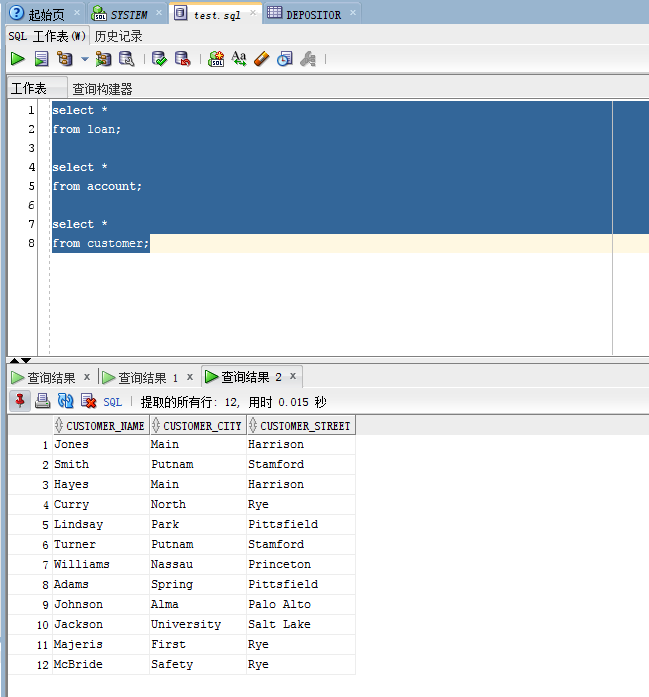 起始页 SYSTEM test.sql DEPOSITOR
SQL 工作表(W) 历史记录
工作表 查询构建器
1 select *
2 from loan;
3
4 select *
5 from account;
6
7 select *
8 from customer;
查询结果 x 查询结果 1 x 查询结果 2 x
SQL | 提取的所有行: 12, 用时 0.015 秒
CUSTOMER_NAME CUSTOMER_CITY CUSTOMER_STREET
1 Jones Main Harrison
2 Smith Putnam Stamford
3 Hayes Main Harrison
4 Curry North Rye
5 Lindsay Park Pittsfield
6 Turner Putnam Stamford
7 Williams Nassau Princeton
8 Adams Spring Pittsfield
9 Johnson Alma Palo Alto
10 Jackson University Salt Lake
11 Majeris First Rye
12 McBride Safety Rye